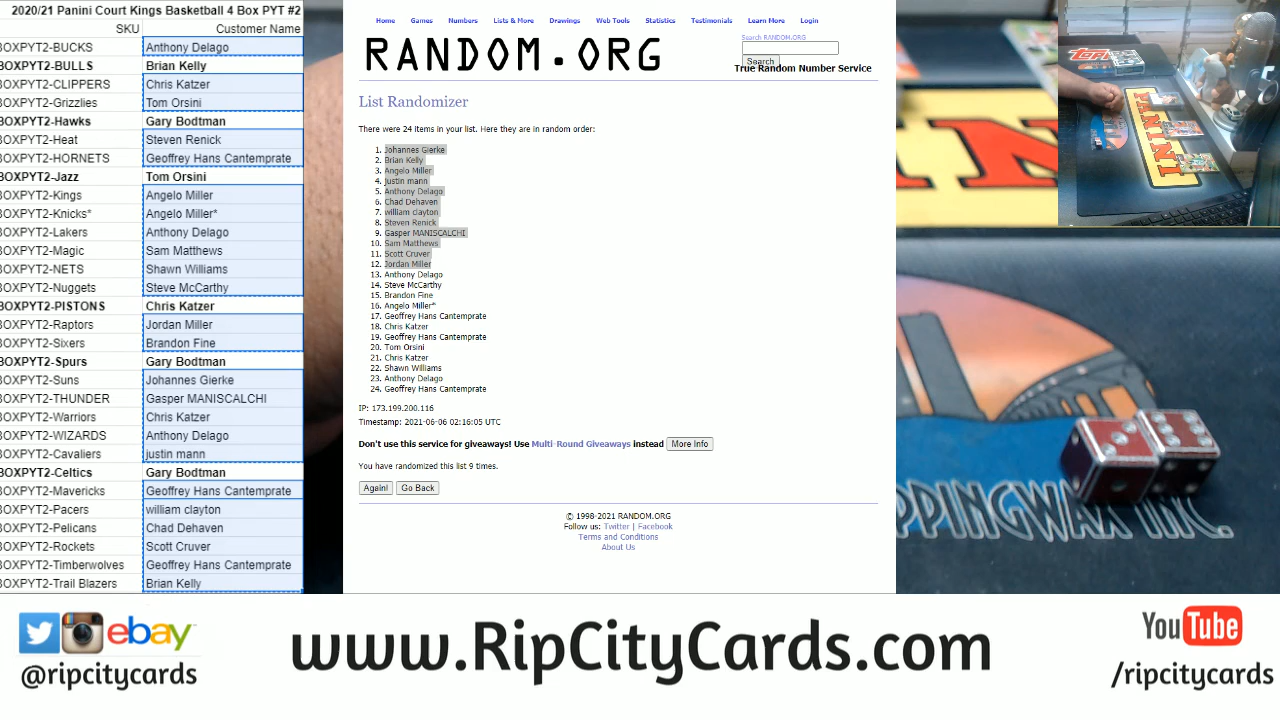 2020/21 Panini Court Kings Basketball 4 Box PYT #2
SKU Customer Name
BOXPYT2-BUCKS Anthony Delago
BOXPYT2-BULLS Brian Kelly
BOXPYT2-CLIPPERS Chris Katzer
BOXPYT2-Grizzlies Tom Orsini
BOXPYT2-Hawks Gary Bodtman
BOXPYT2-Heat Steven Renick
BOXPYT2-HORNETS Geoffrey Hans Cantemprate
BOXPYT2-Jazz Tom Orsini
BOXPYT2-Kings Angelo Miller
BOXPYT2-Knicks* Angelo Miller*
BOXPYT2-Lakers Anthony Delago
BOXPYT2-Magic Sam Matthews
BOXPYT2-NETS Shawn Williams
BOXPYT2-Nuggets Steve McCarthy
BOXPYT2-PISTONS Chris Katzer
BOXPYT2-Raptors Jordan Miller
BOXPYT2-Sixers Brandon Fine
BOXPYT2-Spurs Gary Bodtman
BOXPYT2-Suns Johannes Gierke
BOXPYT2-THUNDER Gasper MANISCALCHI
BOXPYT2-Warriors Chris Katzer
BOXPYT2-WIZARDS Anthony Delago
BOXPYT2-Cavaliers justin mann
BOXPYT2-Celtics Gary Bodtman
BOXPYT2-Mavericks Geoffrey Hans Cantemprate
BOXPYT2-Pacers william clayton
BOXPYT2-Pelicans Chad Dehaven
BOXPYT2-Rockets Scott Cruver
BOXPYT2-Timberwolves Geoffrey Hans Cantemprate
BOXPYT2-Trail Blazers Brian Kelly
Home Games Numbers Lists & More Drawings Web Tools Statistics Testimonials Learn More Login
RANDOM.ORG
Search RANDOM.ORG
Search
True Random Number Service
List Randomizer
There were 24 items in your list. Here they are in random order:
1. Johannes Gierke
2. Brian Kelly
3. Angelo Miller
4. justin mann
5. Anthony Delago
6. Chad Dehaven
7. william clayton
8. Steven Renick
9. Gasper MANISCALCHI
10. Sam Matthews
11. Scott Cruver
12. Jordan Miller
13. Anthony Delago
14. Steve McCarthy
15. Brandon Fine
16. Angelo Miller*
17. Geoffrey Hans Cantemprate
18. Chris Katzer
19. Geoffrey Hans Cantemprate
20. Tom Orsini
21. Chris Katzer
22. Shawn Williams
23. Anthony Delago
24. Geoffrey Hans Cantemprate
IP: 173.199.200.116
Timestamp: 2021-06-06 02:16:05 UTC
Don't use this service for giveaways! Use Multi-Round Giveaways instead More Info
You have randomized this list 9 times.
Again! Go Back
© 1998-2021 RANDOM.ORG
Follow us: Twitter | Facebook
Terms and Conditions
About Us
Topps
PANINI
PPINGWAX INC.
ebay
@ripcitycards
www.RipCityCards.com
YouTube
/ripcitycards